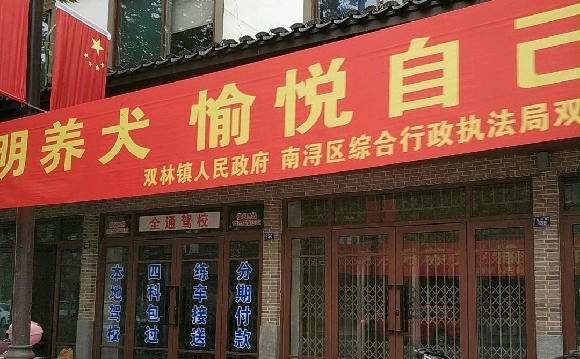 明养犬 愉悦自己
双林镇人民政府 南浔区综合行政执法局双
全通驾校
本地驾校
四科包过
练车接送
分期付款